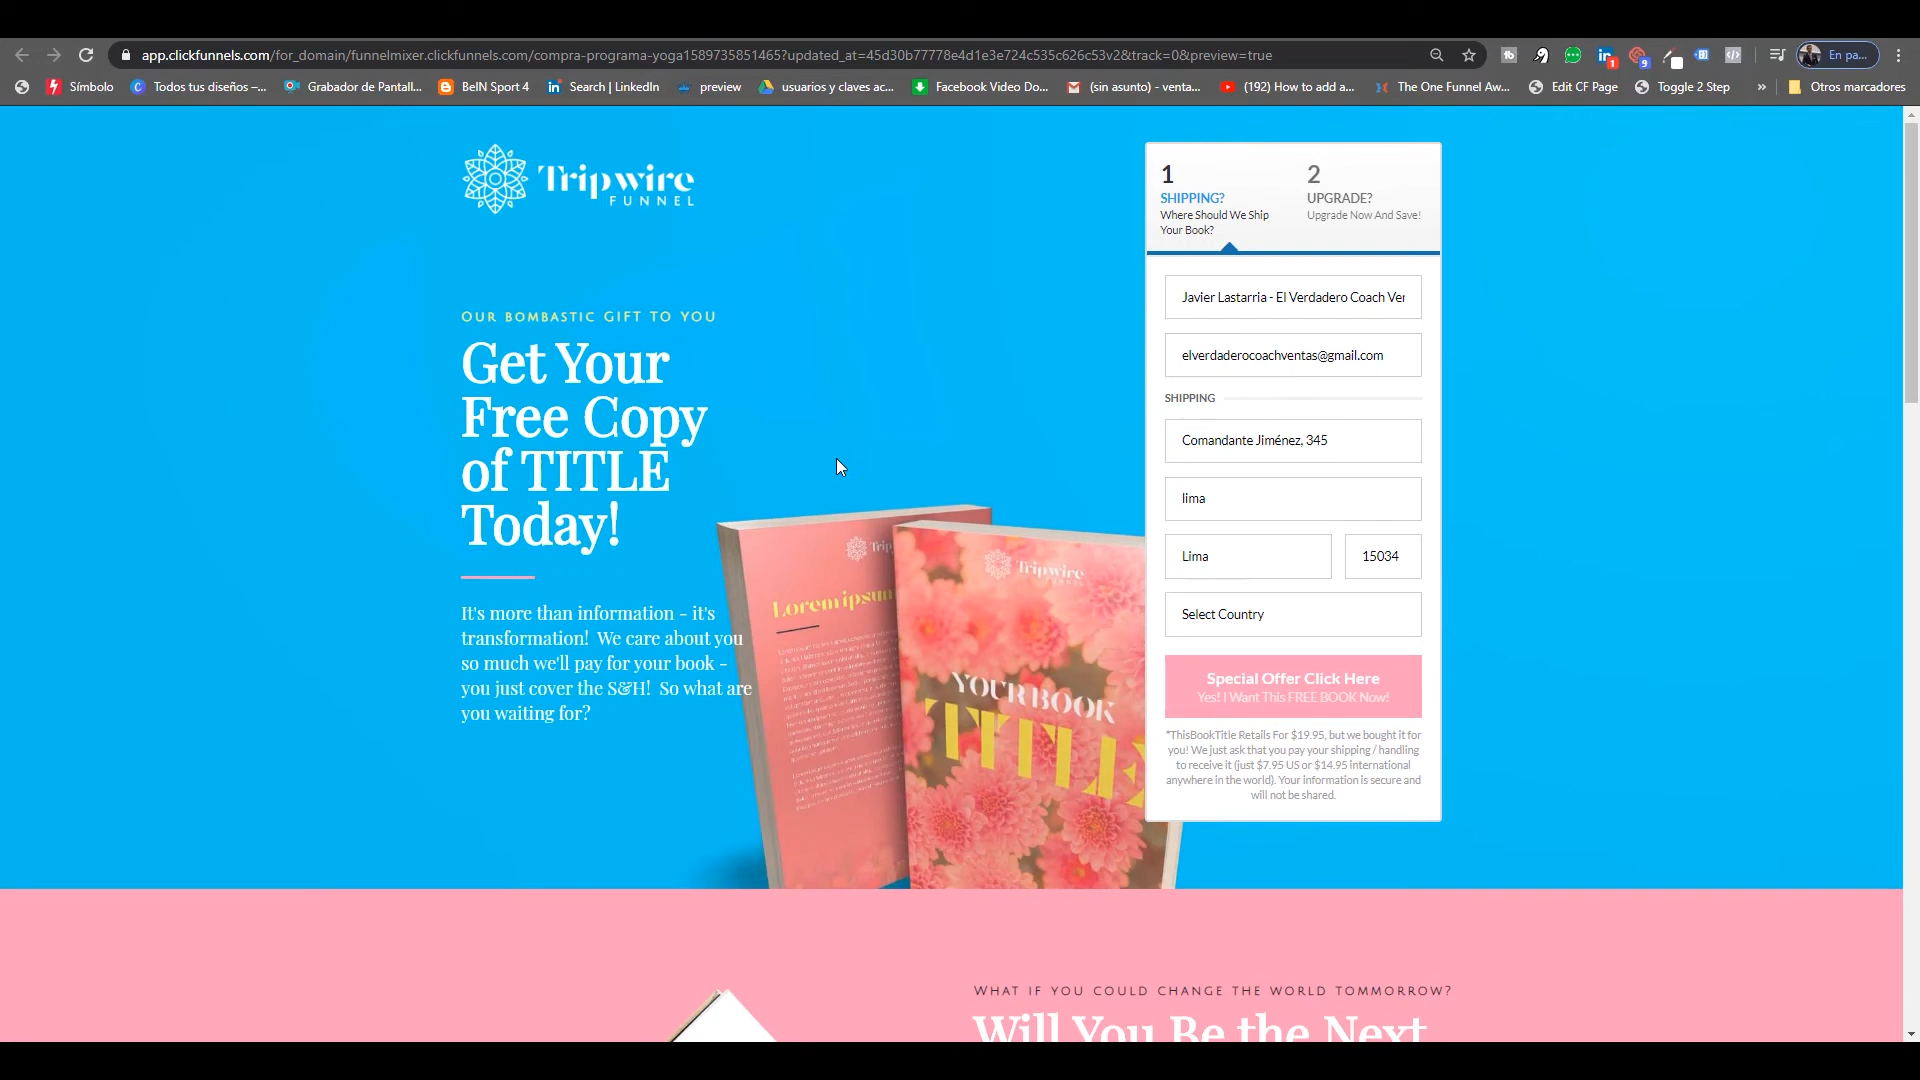 app.clickfunnels.com/for_domain/funnelmixer.clickfunnels.com/compra-programa-yoga1589735851465?updated_at=45d30b77778e4d1e3e724c535c626c53v2&track=0&preview=true
En pa...
Símbolo
Todos tus diseños –...
Grabador de Pantall...
BeIN Sport 4
Search | LinkedIn
preview
usuarios y claves ac...
Facebook Video Do...
(sin asunto) - venta...
(192) How to add a...
The One Funnel Aw...
Edit CF Page
Toggle 2 Step
»
Otros marcadores
Tripwire
FUNNEL
OUR BOMBASTIC GIFT TO YOU
Get Your
Free Copy
of TITLE
Today!
It's more than information - it's
transformation! We care about you
so much we'll pay for your book -
you just cover the S&H! So what are
you waiting for?
Trip
Lorem ipsum
Tripwire
FUNNEL
YOUR BOOK
TITLE
1
SHIPPING?
Where Should We Ship
Your Book?
2
UPGRADE?
Upgrade Now And Save!
Javier Lastarria - El Verdadero Coach Ver
elverdaderocoachventas@gmail.com
SHIPPING
Comandante Jiménez, 345
lima
Lima
15034
Select Country
Special Offer Click Here
Yes! I Want This FREE BOOK Now!
*ThisBookTitle Retails For $19.95, but we bought it for
you! We just ask that you pay your shipping / handling
to receive it (just $7.95 US or $14.95 international
anywhere in the world). Your information is secure and
will not be shared.
WHAT IF YOU COULD CHANGE THE WORLD TOMMORROW?
Will You Be the Next